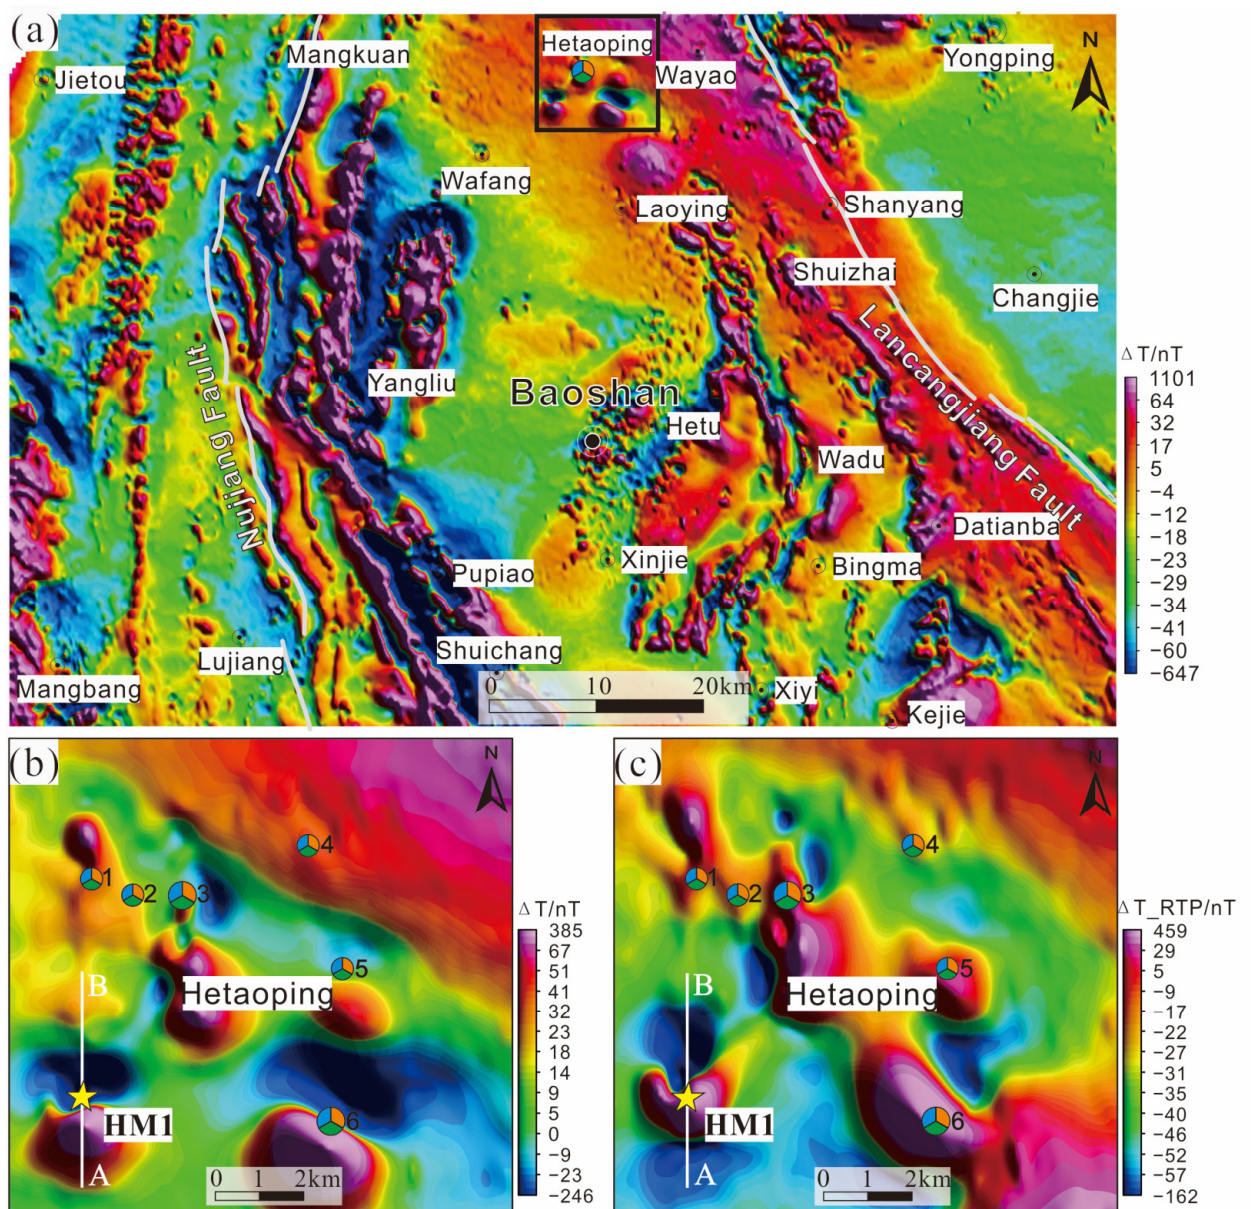 (a)
Hetaoping
Mangkuan
Wayao
Yongping
N
Jietou
Wafang
Laoying
Shanyang
Shuizhai
Changjie
Nujiang Fault
Lancangjiang Fault
Yangliu
Baoshan
Hetu
Wadu
Datianba
Pupiao
Xinjie
Bingma
Lujiang
Shuichang
Mangbang
0 10 20km
Xiyi
Kejie
Δ T/nT
1101
64
32
17
5
−4
−12
−18
−23
−29
−34
−41
−60
−647
(b)
N
4
1
2
3
5
B
Hetaoping
HM1
6
A
0 1 2km
Δ T/nT
385
67
51
41
32
23
18
14
9
5
0
−9
−23
−246
(c)
N
4
1
2
3
5
B
Hetaoping
HM1
6
A
0 1 2km
Δ T_RTP/nT
459
29
5
−9
−17
−22
−27
−31
−35
−40
−46
−52
−57
−162